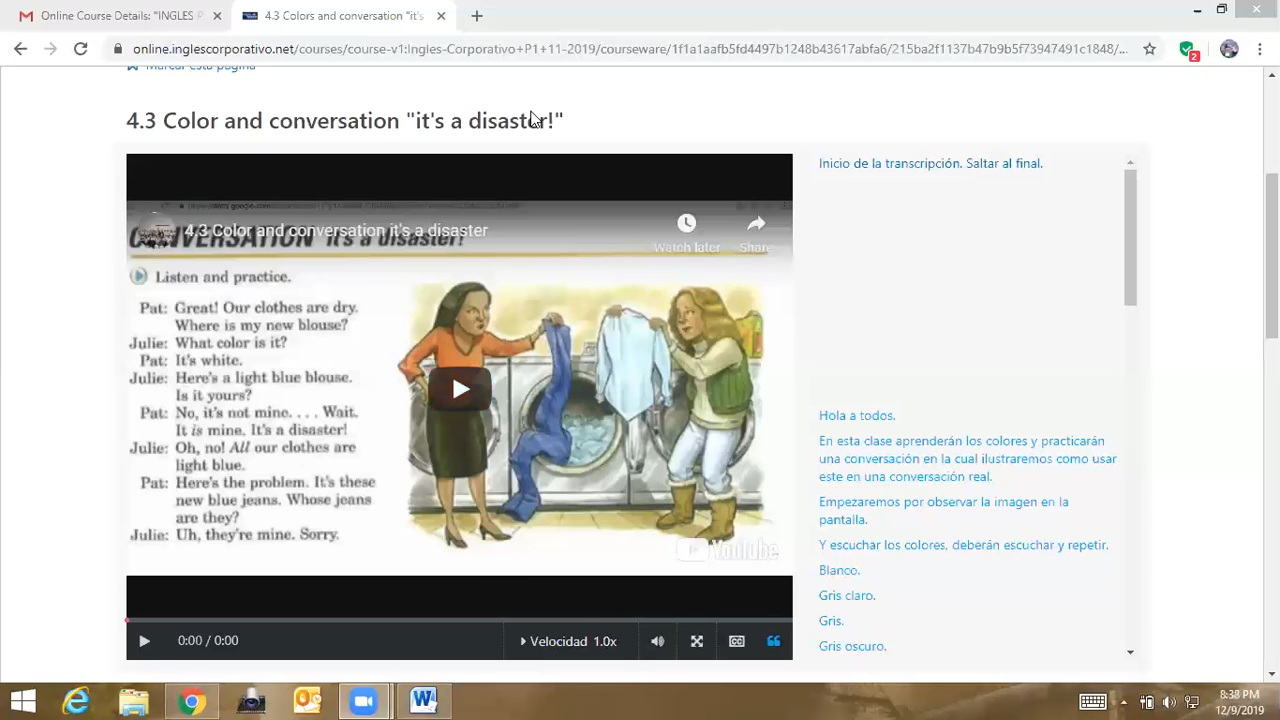 Online Course Details: "INGLES P
4.3 Colors and conversation "it's
online.inglescorporativo.net/courses/course-v1:Ingles-Corporativo+P1+11-2019/courseware/1f1a1aafb5fd4497b1248b43617abfa6/215ba2f1137b47b9b5f73947491c1848/...
2
Marcar esta página
4.3 Color and conversation "it's a disaster!"
4.3 Color and conversation it's a disaster
Watch later
Share
CONVERSATION It's a disaster!
Listen and practice.
Pat: Great! Our clothes are dry.
Where is my new blouse?
Julie: What color is it?
Pat: It's white.
Julie: Here's a light blue blouse.
Is it yours?
Pat: No, it's not mine. . . . Wait.
It is mine. It's a disaster!
Julie: Oh, no! All our clothes are
light blue.
Pat: Here's the problem. It's these
new blue jeans. Whose jeans
are they?
Julie: Uh, they're mine. Sorry.
YouTube
0:00 / 0:00
Velocidad 1.0x
Inicio de la transcripción. Saltar al final.
Hola a todos.
En esta clase aprenderán los colores y practicarán
una conversación en la cual ilustraremos como usar
este en una conversación real.
Empezaremos por observar la imagen en la
pantalla.
Y escuchar los colores, deberán escuchar y repetir.
Blanco.
Gris claro.
Gris.
Gris oscuro.
8:38 PM
12/9/2019